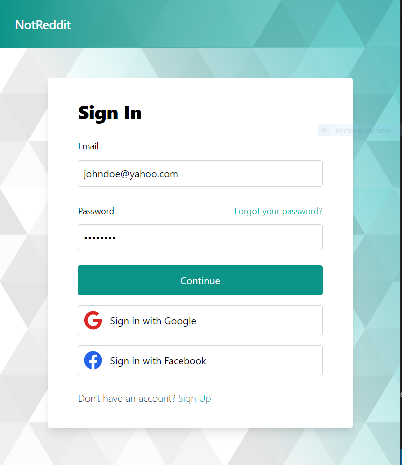 NotReddit
Sign In
Email
johndoe@yahoo.com
Password Forgot your password?
••••••••
Continue
Sign in with Google
Sign in with Facebook
Don't have an account? Sign Up